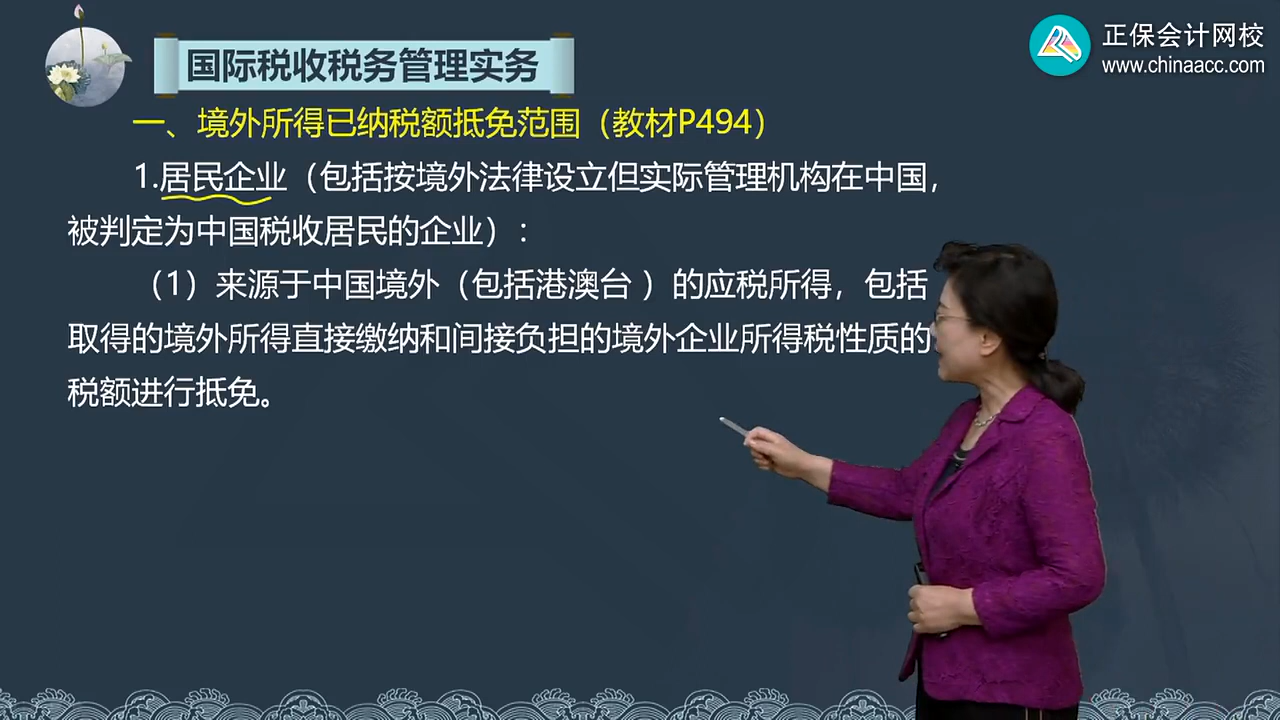 国际税收税务管理实务
正保会计网校
www.chinaacc.com
一、境外所得已纳税额抵免范围（教材P494）
1.居民企业（包括按境外法律设立但实际管理机构在中国，
被判定为中国税收居民的企业）：
（1）来源于中国境外（包括港澳台 ）的应税所得，包括
取得的境外所得直接缴纳和间接负担的境外企业所得税性质的
税额进行抵免。